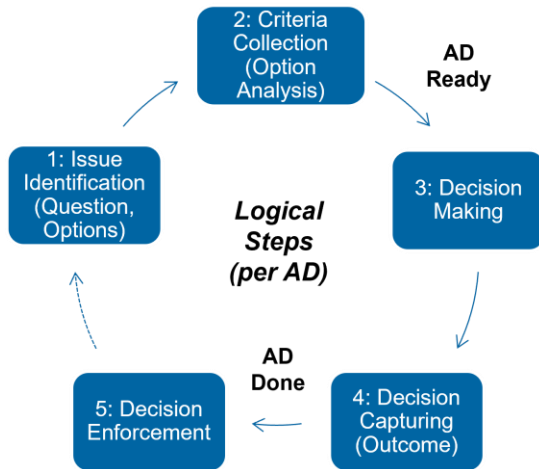 2: Criteria
Collection
(Option
Analysis)
AD
Ready
1: Issue
Identification
(Question,
Options)
3: Decision
Making
Logical
Steps
(per AD)
AD
Done
4: Decision
Capturing
(Outcome)
5: Decision
Enforcement